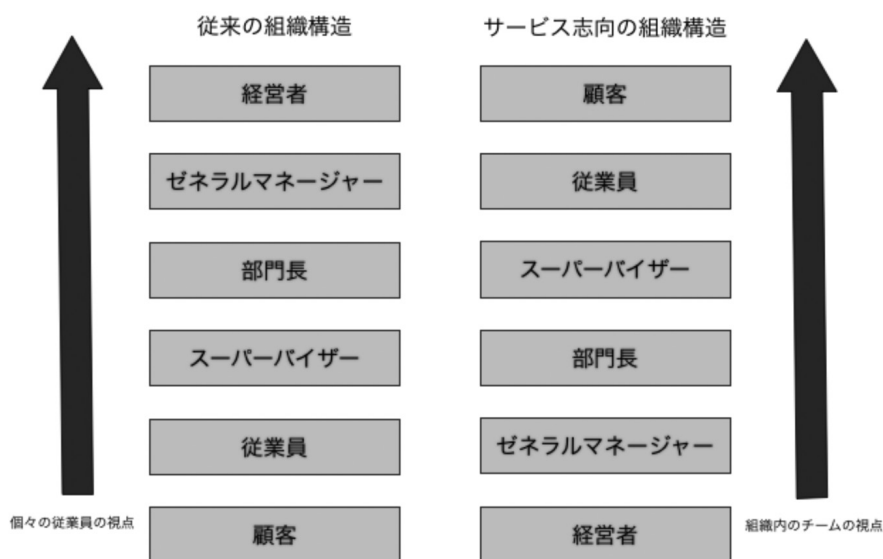 従来の組織構造
経営者
ゼネラルマネージャー
部門長
スーパーバイザー
従業員
顧客
個々の従業員の視点
サービス志向の組織構造
顧客
従業員
スーパーバイザー
部門長
ゼネラルマネージャー
経営者
組織内のチームの視点